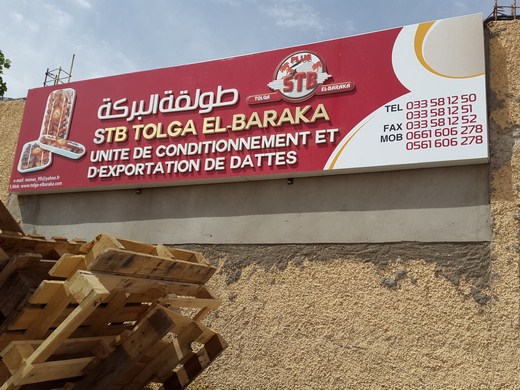 طولقة البركة
PLUS
STB
TOLGA EL-BARAKA
STB TOLGA EL-BARAKA
UNITE DE CONDITIONNEMENT ET
D'EXPORTATION DE DATTES
TEL 033 58 12 50
033 58 12 51
FAX 033 58 12 52
MOB 0661 606 278
0561 606 278
www.tolga-elbaraka.com